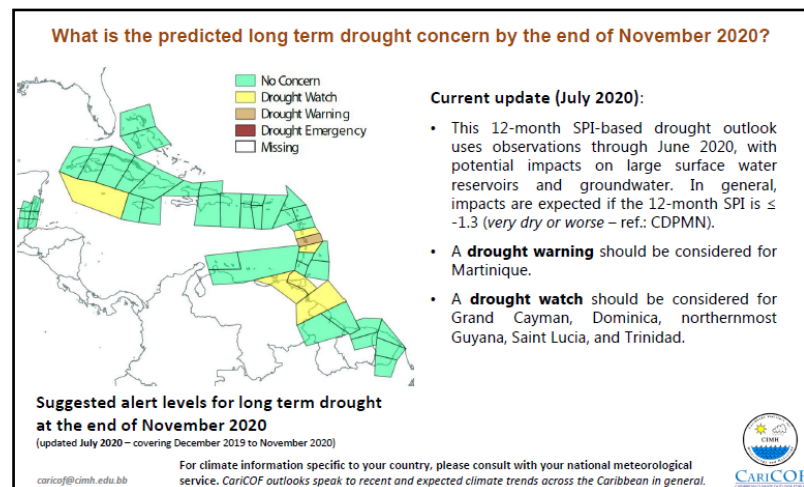 What is the predicted long term drought concern by the end of November 2020?
No Concern
Drought Watch
Drought Warning
Drought Emergency
Missing
Current update (July 2020):
• This 12-month SPI-based drought outlook
uses observations through June 2020, with
potential impacts on large surface water
reservoirs and groundwater. In general,
impacts are expected if the 12-month SPI is ≤
-1.3 (very dry or worse – ref.: CDPMN).
• A drought warning should be considered for
Martinique.
• A drought watch should be considered for
Grand Cayman, Dominica, northernmost
Guyana, Saint Lucia, and Trinidad.
Suggested alert levels for long term drought
at the end of November 2020
(updated July 2020 – covering December 2019 to November 2020)
caricof@cimh.edu.bb
For climate information specific to your country, please consult with your national meteorological
service. CariCOF outlooks speak to recent and expected climate trends across the Caribbean in general.
CIMH
CARICOF